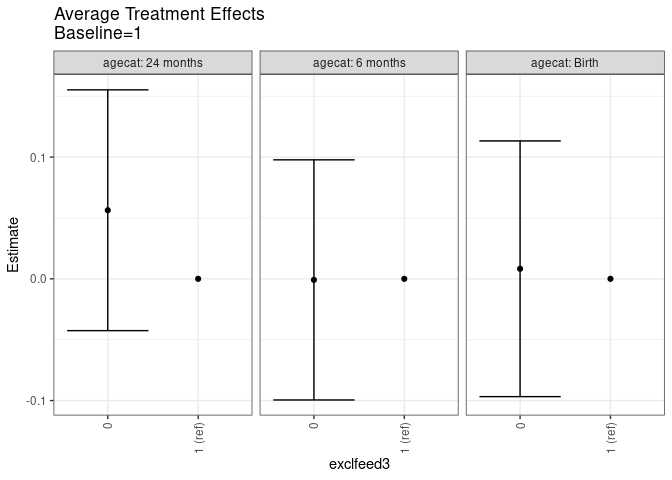 Average Treatment Effects
Baseline=1
agecat: 24 months
agecat: 6 months
agecat: Birth
Estimate
0.1
0.0
-0.1
0
1 (ref)
0
1 (ref)
0
1 (ref)
exclfeed3